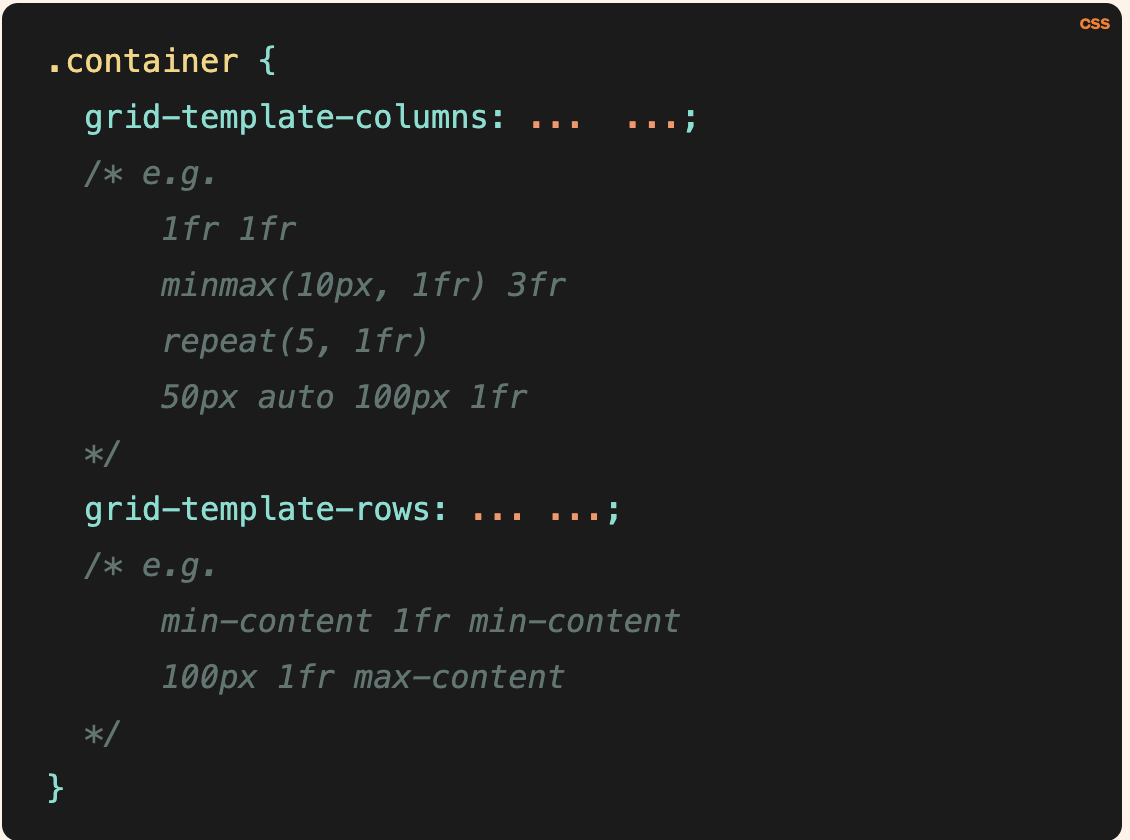 CSS
.container {
  grid-template-columns: ...  ...;
  /* e.g.
      1fr 1fr
      minmax(10px, 1fr) 3fr
      repeat(5, 1fr)
      50px auto 100px 1fr
  */
  grid-template-rows: ... ...;
  /* e.g.
      min-content 1fr min-content
      100px 1fr max-content
  */
}